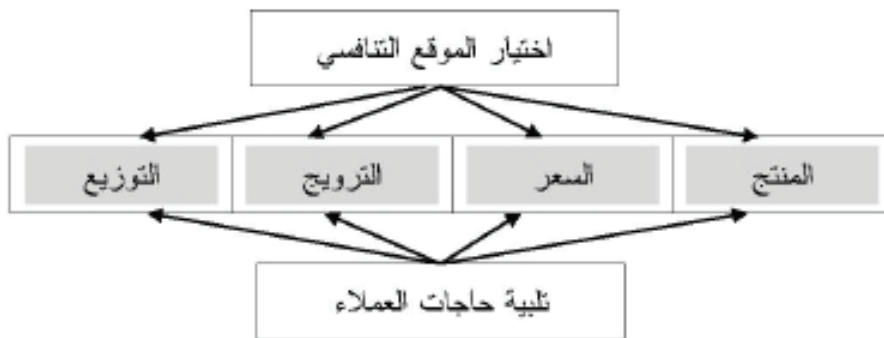 اختيار الموقع التنافسي
المنتج
السعر
الترويج
التوزيع
تلبية حاجات العملاء